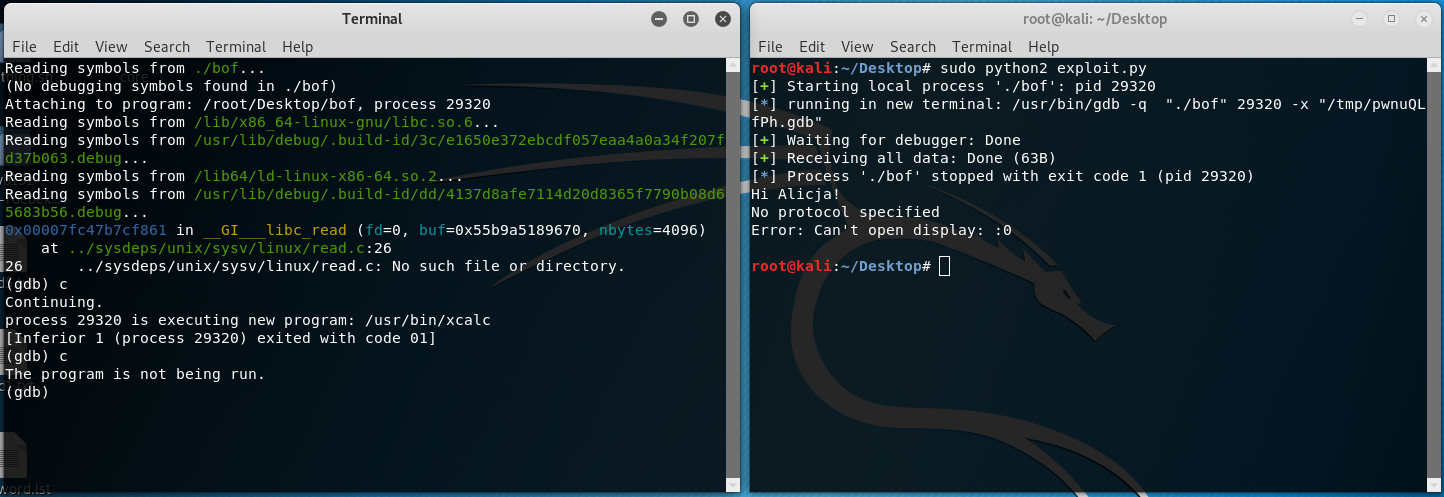 Terminal
File Edit View Search Terminal Help
Reading symbols from ./bof...
(No debugging symbols found in ./bof)
Attaching to program: /root/Desktop/bof, process 29320
Reading symbols from /lib/x86_64-linux-gnu/libc.so.6...
Reading symbols from /usr/lib/debug/.build-id/3c/e1650e372ebcdf057eaa4a0a34f207f
d37b063.debug...
Reading symbols from /lib64/ld-linux-x86-64.so.2...
Reading symbols from /usr/lib/debug/.build-id/dd/4137d8afe7114d20d8365f7790b08d6
5683b56.debug...
0x00007fc47b7cf861 in __GI___libc_read (fd=0, buf=0x55b9a5189670, nbytes=4096)
at ../sysdeps/unix/sysv/linux/read.c:26
26 ../sysdeps/unix/sysv/linux/read.c: No such file or directory.
(gdb) c
Continuing.
process 29320 is executing new program: /usr/bin/xcalc
[Inferior 1 (process 29320) exited with code 01]
(gdb) c
The program is not being run.
(gdb)
word.lst
root@kali: ~/Desktop
File Edit View Search Terminal Help
root@kali:~/Desktop# sudo python2 exploit.py
[+] Starting local process './bof': pid 29320
[*] running in new terminal: /usr/bin/gdb -q  "./bof" 29320 -x "/tmp/pwnuQL
fPh.gdb"
[+] Waiting for debugger: Done
[+] Receiving all data: Done (63B)
[*] Process './bof' stopped with exit code 1 (pid 29320)
Hi Alicja!
No protocol specified
Error: Can't open display: :0
root@kali:~/Desktop#